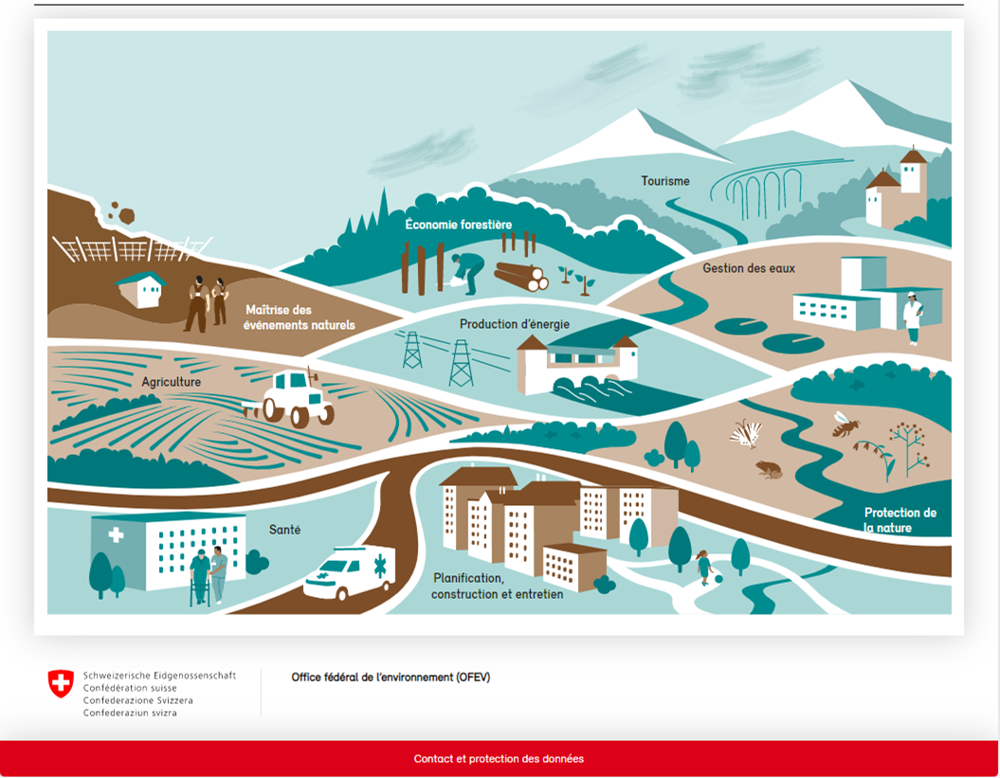 Tourisme
Économie forestière
Gestion des eaux
Maîtrise des
événements naturels
Production d'énergie
Agriculture
Protection de
la nature
Santé
Planification,
construction et entretien
Schweizerische Eidgenossenschaft
Confédération suisse
Confederazione Svizzera
Confederaziun svizra
Office fédéral de l'environnement (OFEV)
Contact et protection des données